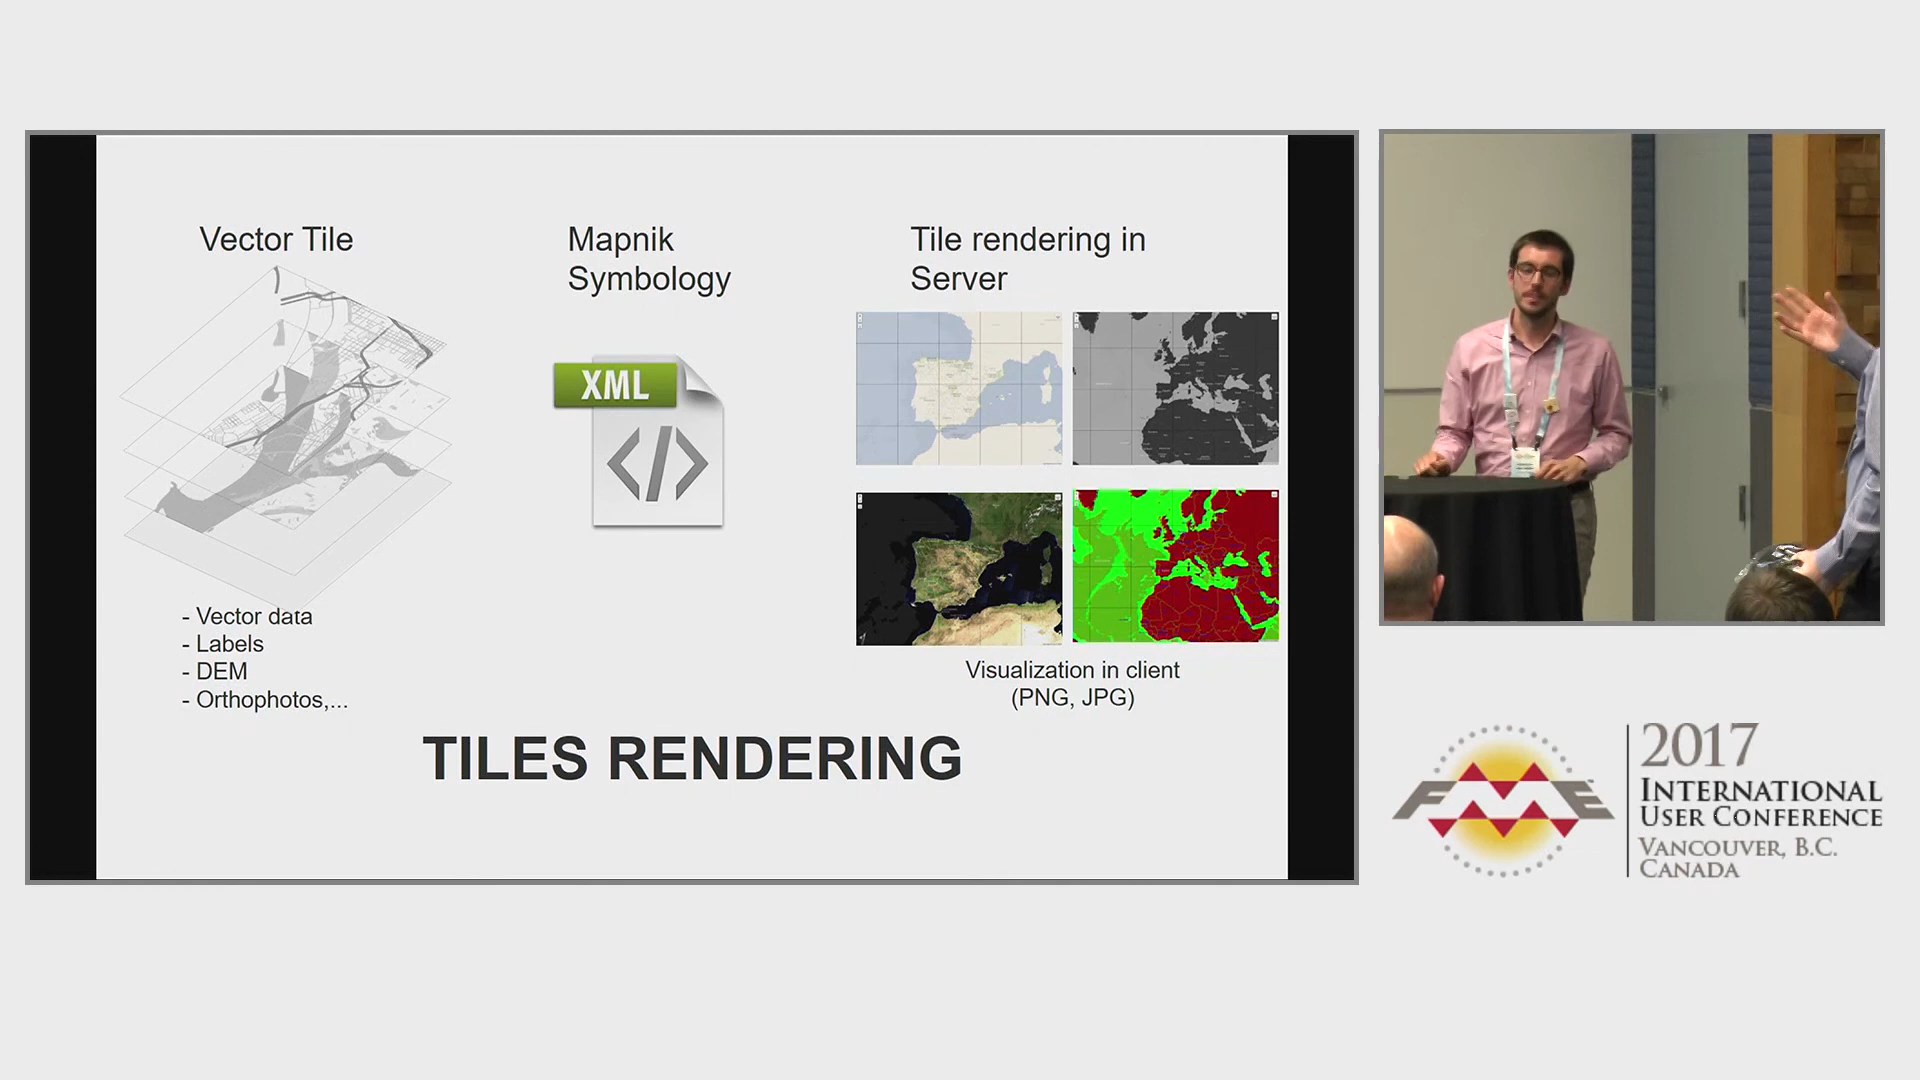 Vector Tile
- Vector data
- Labels
- DEM
- Orthophotos,...
Mapnik
Symbology
XML
</>
Tile rendering in
Server
Visualization in client
(PNG, JPG)
TILES RENDERING
FME
2017
INTERNATIONAL
USER CONFERENCE
VANCOUVER, B.C.
CANADA